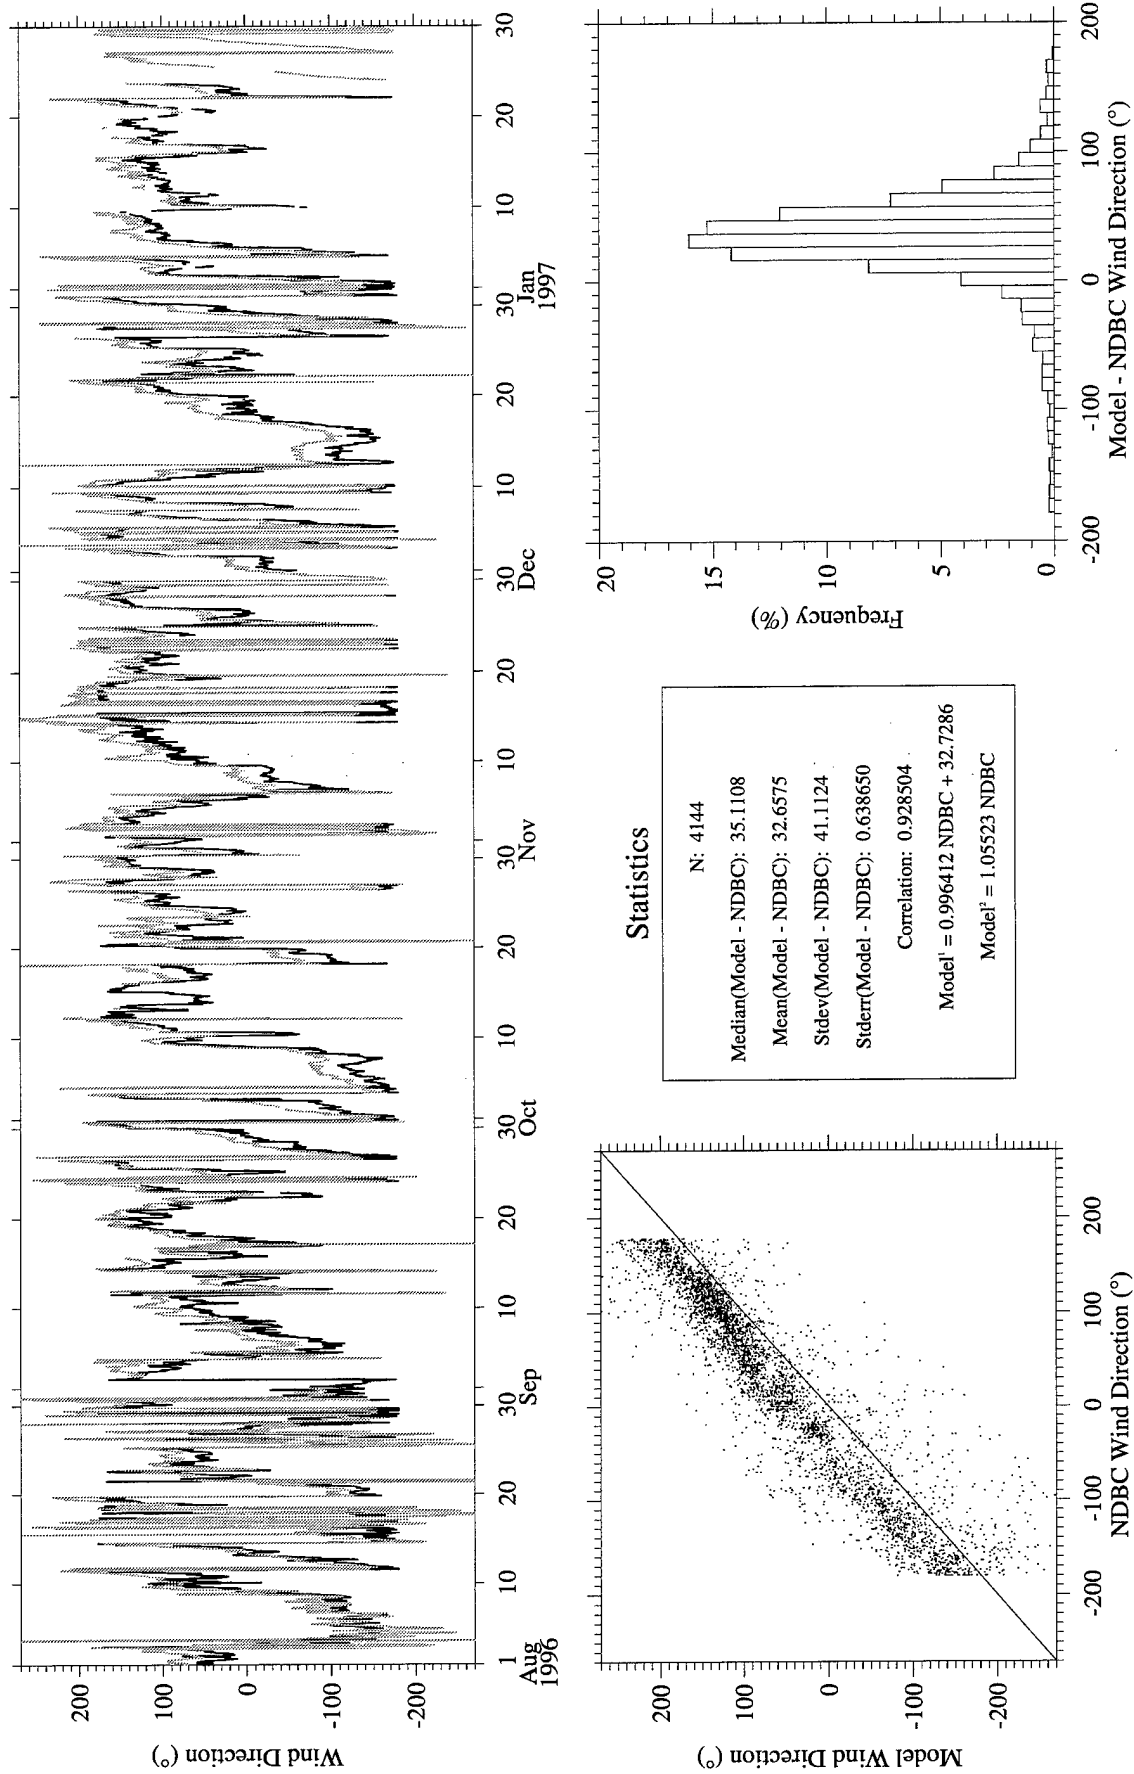 Wind Direction (°)
200
100
0
-100
-200
1 10 20 30 10 20 30 10 20 30 10 20 30 10 20 30 10 20 30
Aug Sep Oct Nov Dec Jan
1996 1997
Model Wind Direction (°)
200
100
0
-100
-200
-200 -100 0 100 200
NDBC Wind Direction (°)
Statistics
N: 4144
Median(Model - NDBC): 35.1108
Mean(Model - NDBC): 32.6575
Stdev(Model - NDBC): 41.1124
Stderr(Model - NDBC): 0.638650
Correlation: 0.928504
Model¹ = 0.996412 NDBC + 32.7286
Model² = 1.05523 NDBC
Frequency (%)
20
15
10
5
0
-200 -100 0 100 200
Model - NDBC Wind Direction (°)